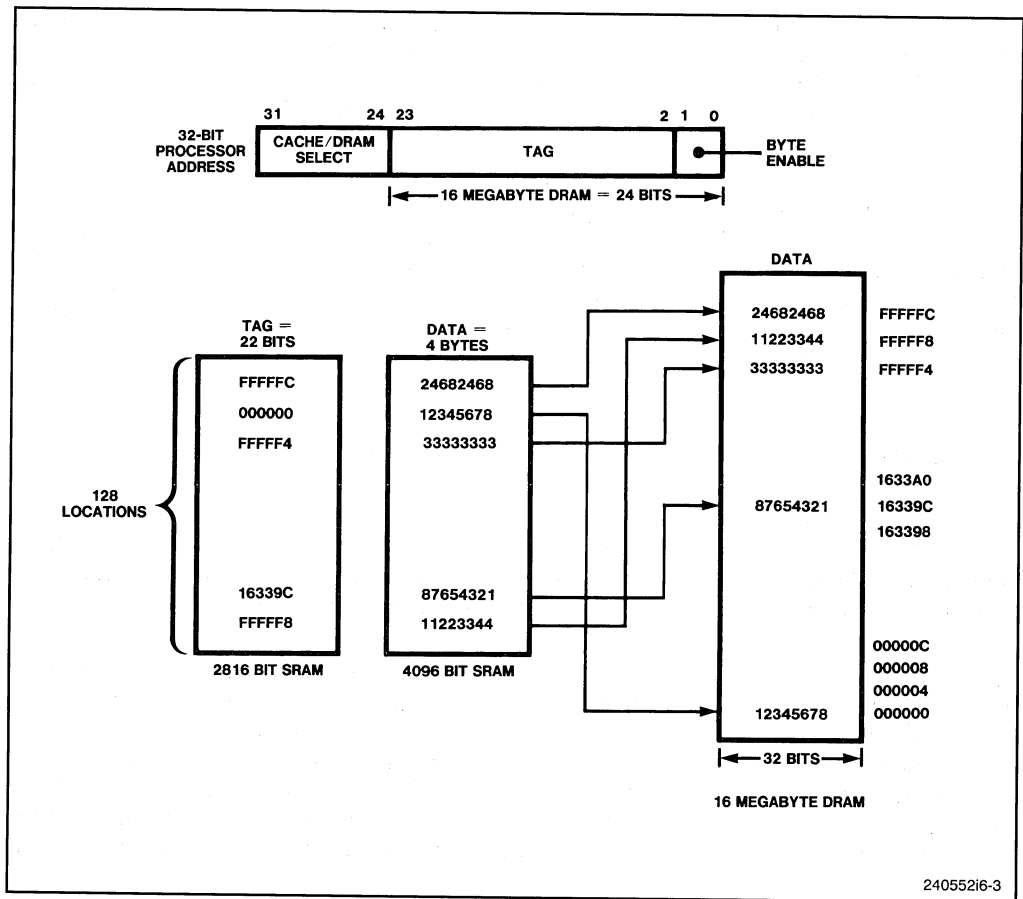 31 24 23 2 1 0
32-BIT
PROCESSOR
ADDRESS
CACHE/DRAM
SELECT
TAG
BYTE
ENABLE
16 MEGABYTE DRAM = 24 BITS
DATA
TAG =
22 BITS
DATA =
4 BYTES
128
LOCATIONS
FFFFFC
000000
FFFFF4
16339C
FFFFF8
2816 BIT SRAM
24682468
12345678
33333333
87654321
11223344
4096 BIT SRAM
24682468 FFFFFC
11223344 FFFFF8
33333333 FFFFF4
1633A0
87654321 16339C
163398
00000C
000008
000004
12345678 000000
32 BITS
16 MEGABYTE DRAM
240552i6-3